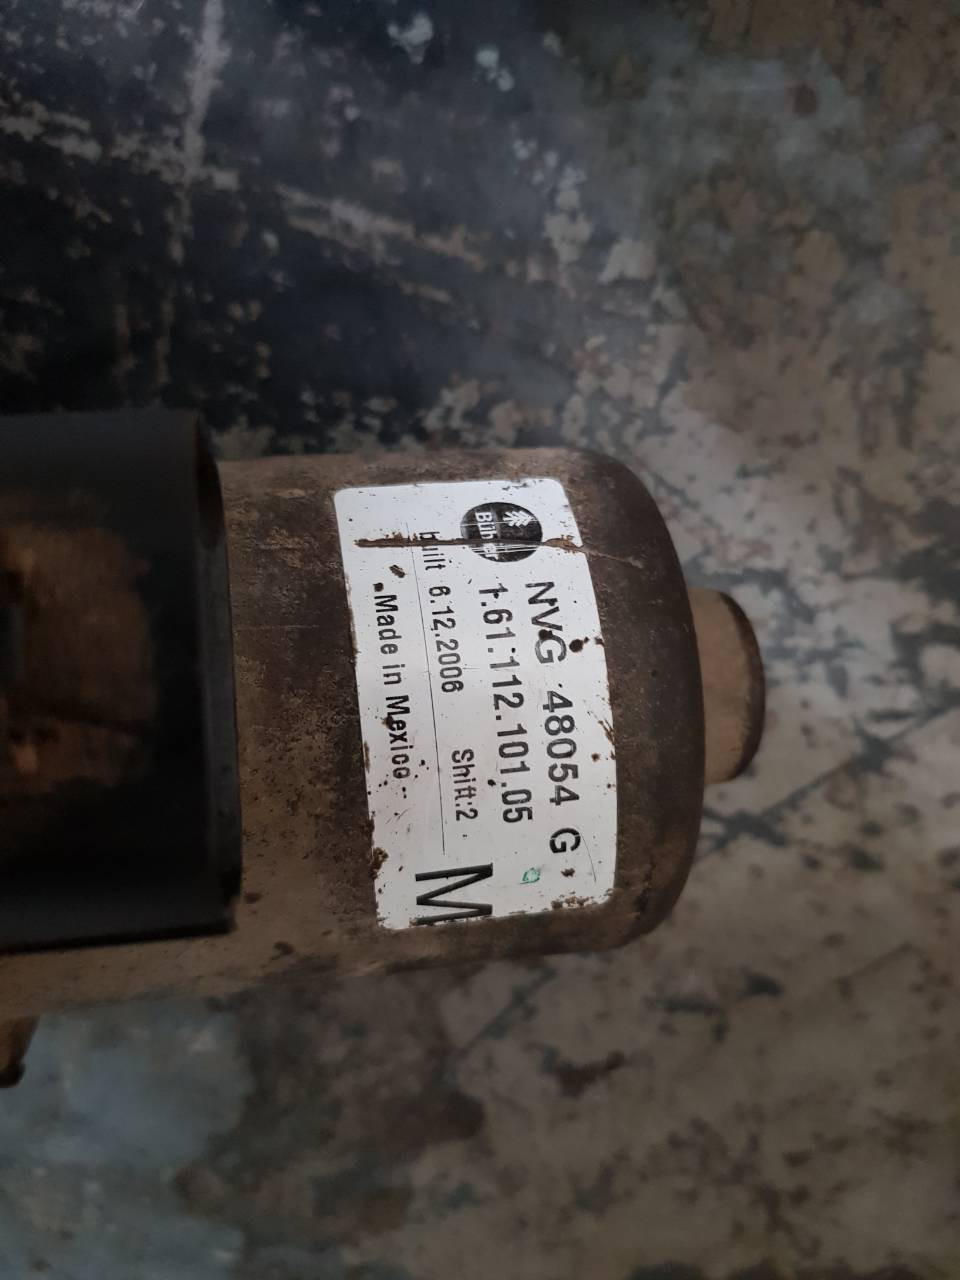 Bühler
NVG 48054 G
1.61.112.101.05
built 6.12.2006 Shift:2
Made in Mexico
M